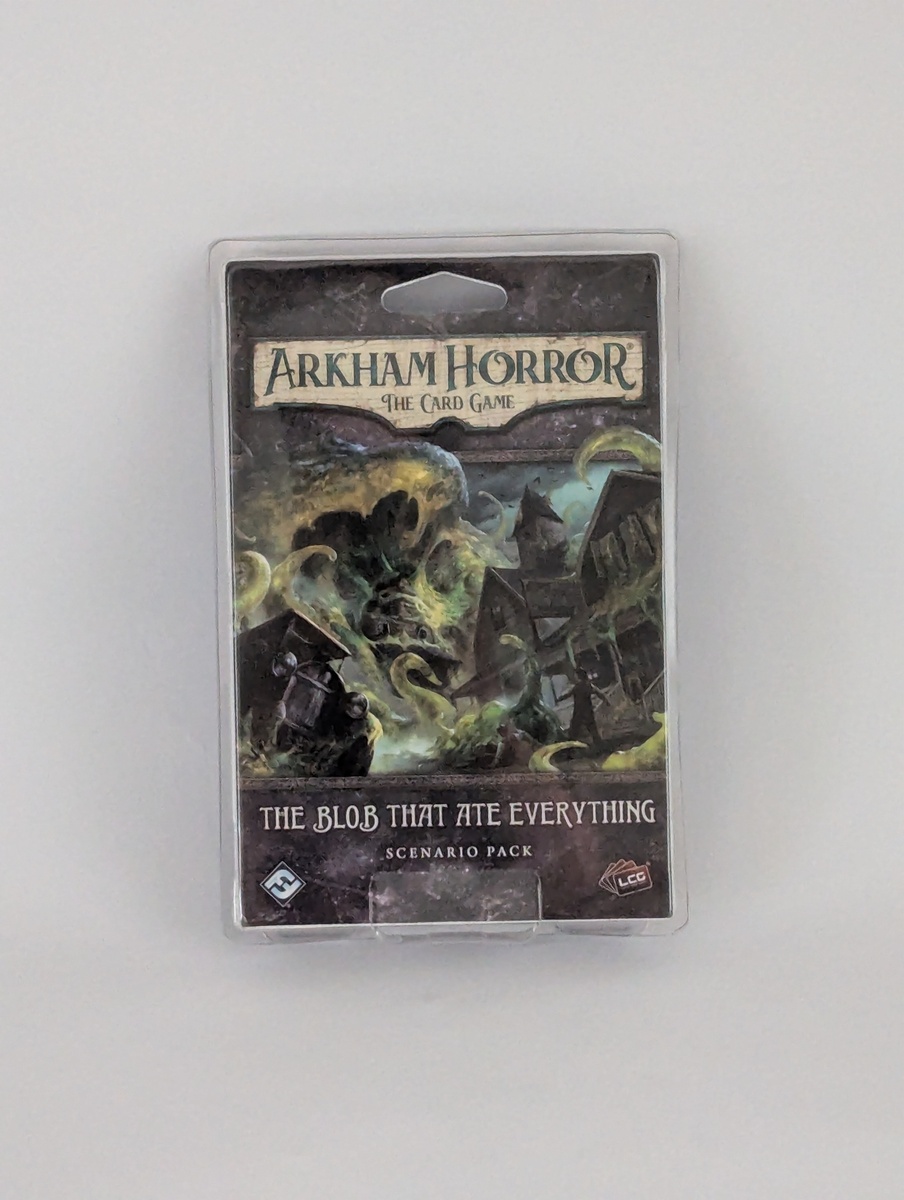 ARKHAM HORROR®
THE CARD GAME
THE BLOB THAT ATE EVERYTHING
SCENARIO PACK
LCG